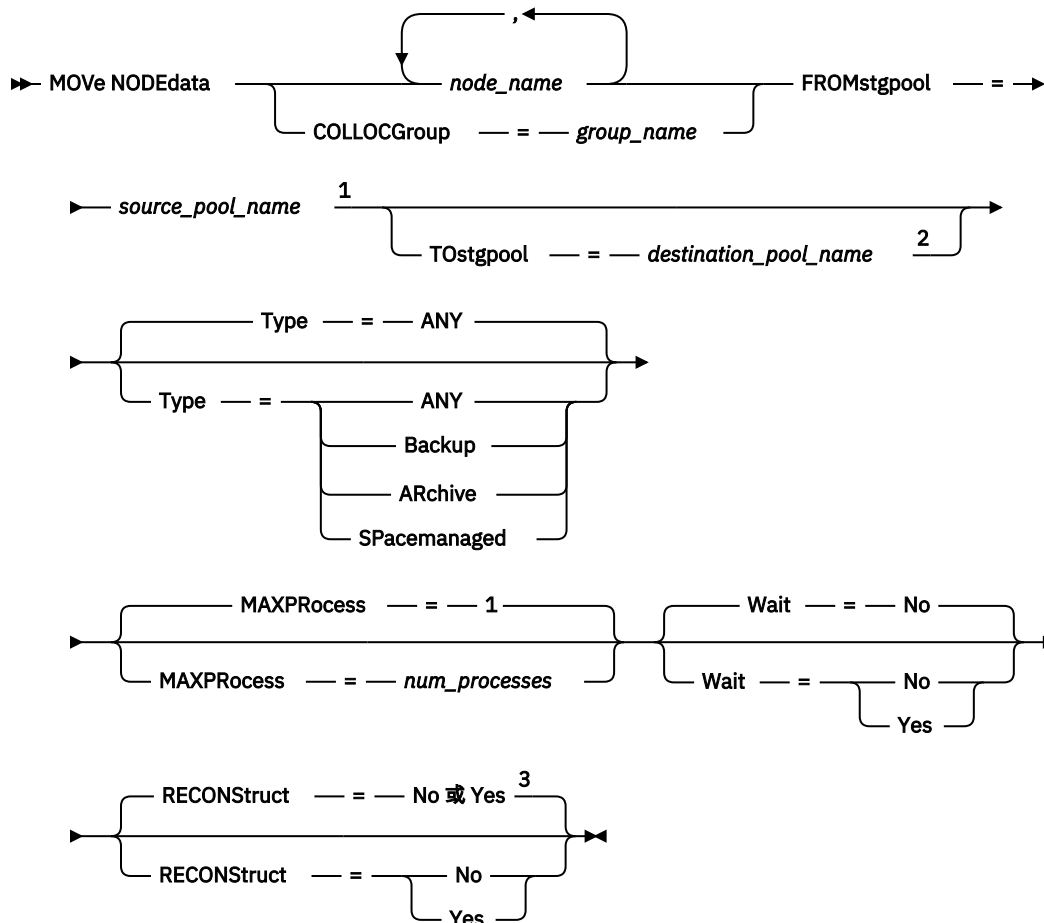 ,
MOVe NODEdata node_name FROMstgpool =
COLLOCGroup = group_name
source_pool_name 1
TOstgpool = destination_pool_name 2
Type = ANY
Type = ANY
Backup
ARchive
SPacemanaged
MAXPRocess = 1 Wait = No
MAXPRocess = num_processes Wait = No
Yes
RECONStruct = No 或 Yes 3
RECONStruct = No
Yes